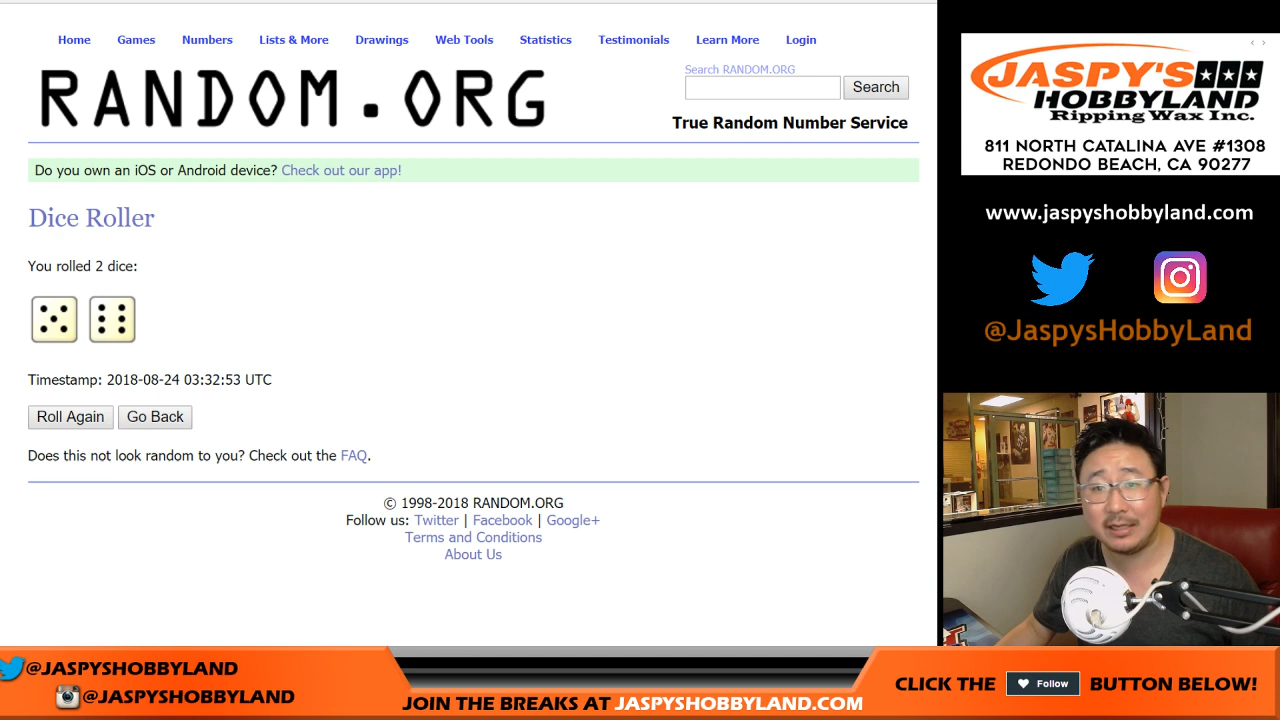 Home Games Numbers Lists & More Drawings Web Tools Statistics Testimonials Learn More Login
RANDOM.ORG
Search RANDOM.ORG
Search
True Random Number Service
Do you own an iOS or Android device? Check out our app!
Dice Roller
You rolled 2 dice:
Timestamp: 2018-08-24 03:32:53 UTC
Roll Again Go Back
Does this not look random to you? Check out the FAQ.
© 1998-2018 RANDOM.ORG
Follow us: Twitter | Facebook | Google+
Terms and Conditions
About Us
JASPY'S
HOBBYLAND
Ripping Wax Inc.
811 NORTH CATALINA AVE #1308
REDONDO BEACH, CA 90277
www.jaspyshobbyland.com
@JaspysHobbyLand
@JASPYSHOBBYLAND
@JASPYSHOBBYLAND
JOIN THE BREAKS AT JASPYSHOBBYLAND.COM
CLICK THE Follow BUTTON BELOW!